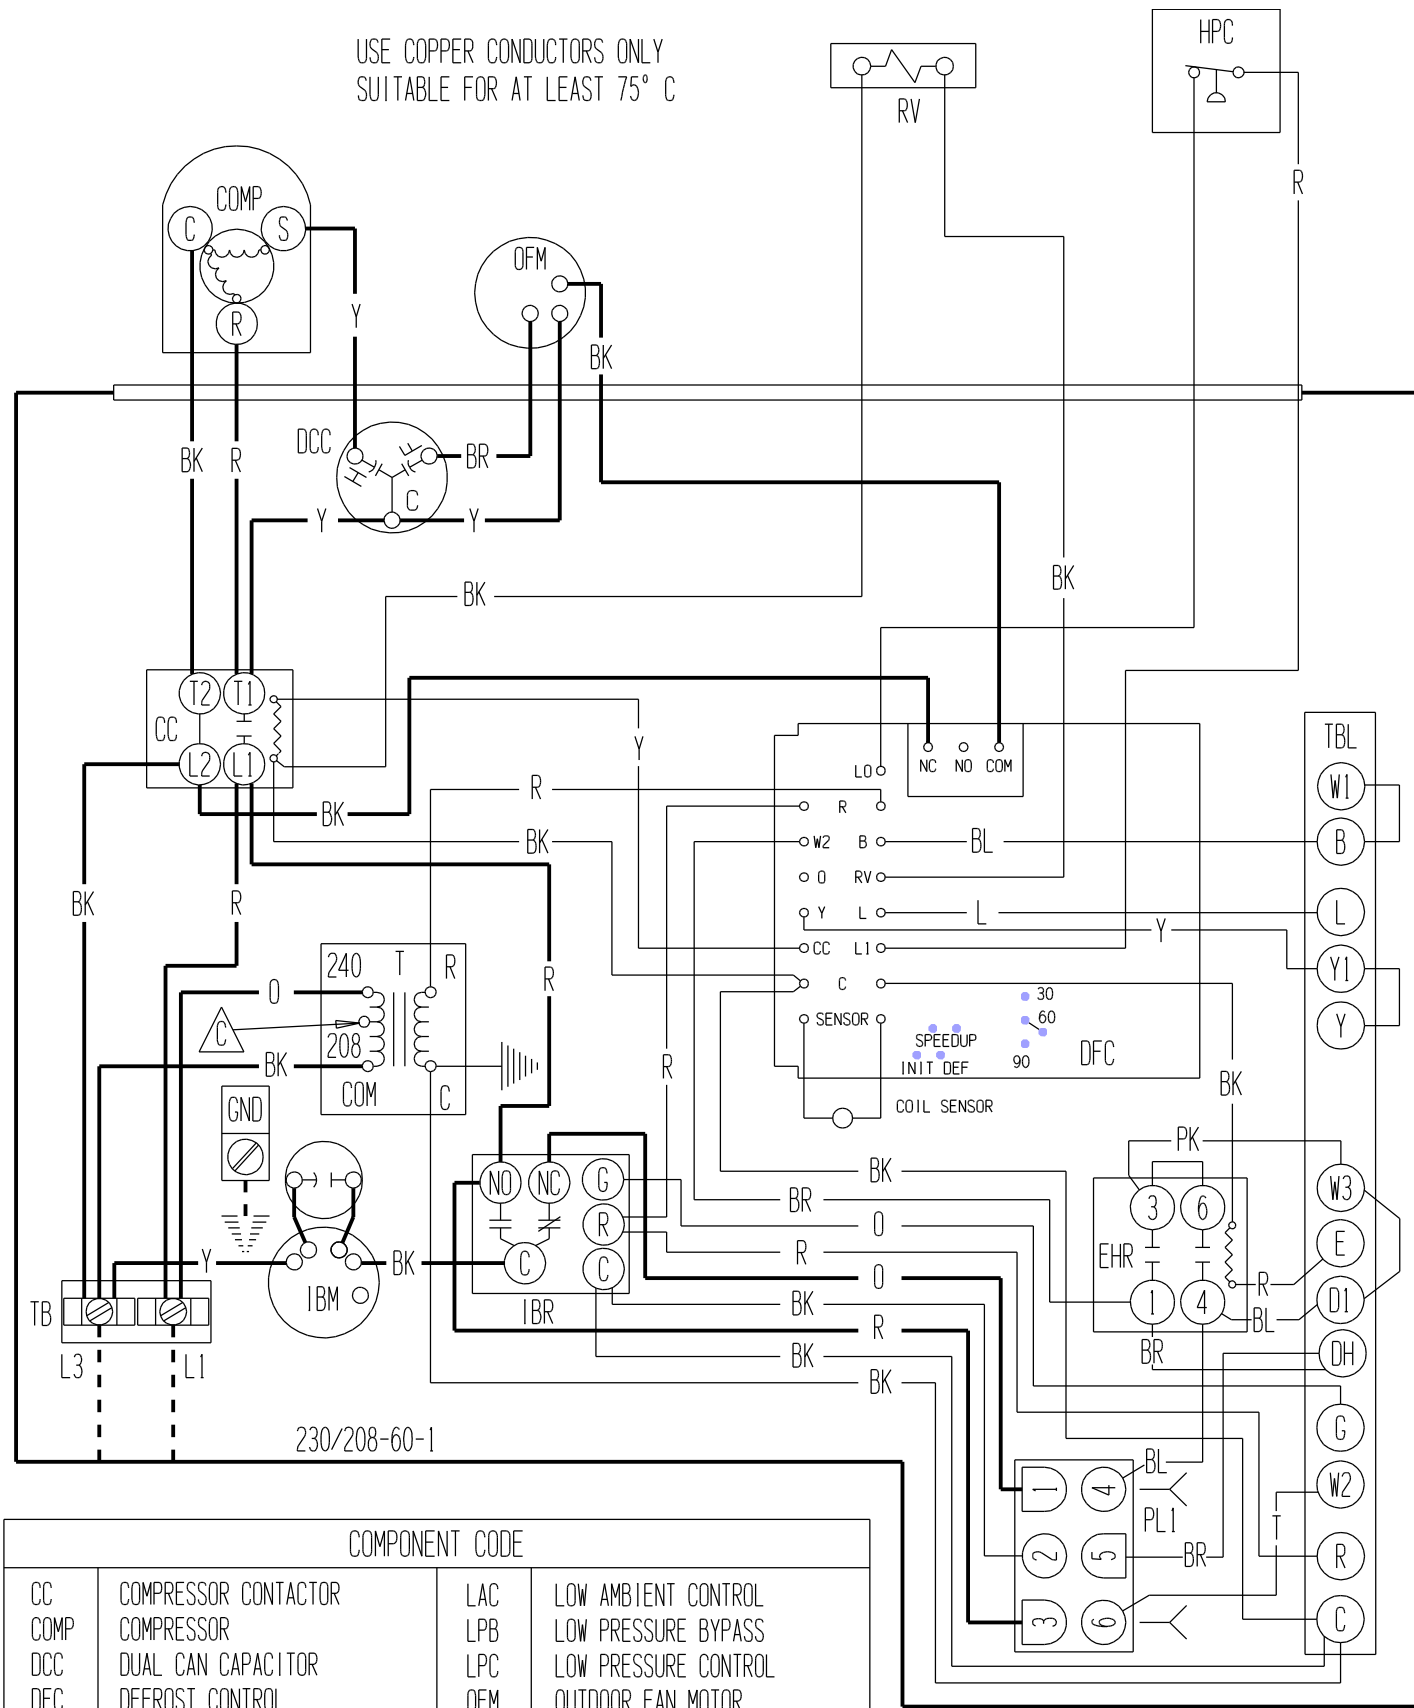 USE COPPER CONDUCTORS ONLY
SUITABLE FOR AT LEAST 75° C
HPC
RV
R
COMP
C
S
R
OFM
Y
BK
DCC
H
F
C
BK
R
BR
Y
Y
BK
BK
T2
T1
CC
L2
L1
Y
R
BK
BK
TBL
NC
NO
COM
LO
R
W2
B
BL
O
RV
Y
L
L
Y
CC
L1
C
SENSOR
30
60
90
SPEEDUP
INIT DEF
DFC
COIL SENSOR
W1
B
L
Y1
Y
BK
R
R
240
T
R
O
C
208
BK
COM
C
R
BK
GND
PK
NO
NC
G
R
C
C
IBR
BK
BR
O
R
O
BK
R
BK
BK
3
6
EHR
1
4
R
BL
BR
W3
E
D1
DH
G
W2
R
C
Y
BK
IBM
TB
L3
L1
230/208-60-1
1
4
BL
PL1
2
5
BR
T
3
6
COMPONENT CODE
CC COMPRESSOR CONTACTOR LAC LOW AMBIENT CONTROL
COMP COMPRESSOR LPB LOW PRESSURE BYPASS
DCC DUAL CAN CAPACITOR LPC LOW PRESSURE CONTROL
DFC DEFROST CONTROL OFM OUTDOOR FAN MOTOR